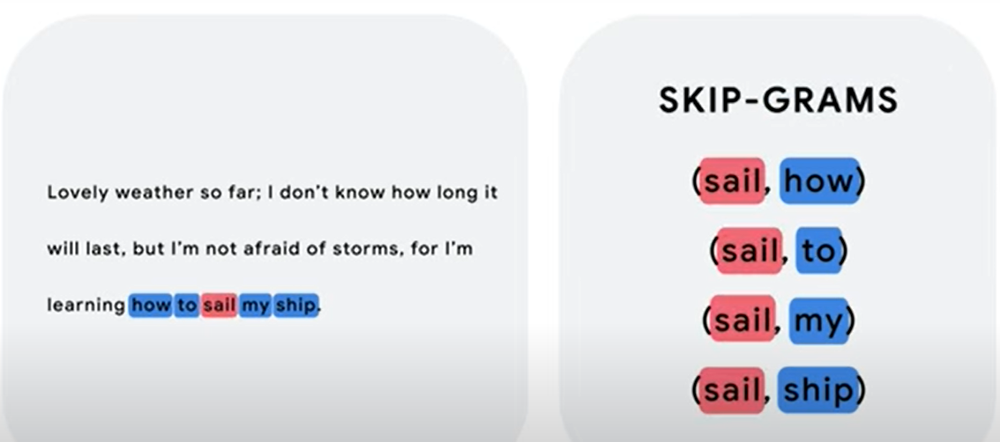 Lovely weather so far; I don't know how long it
will last, but I'm not afraid of storms, for I'm
learning how to sail my ship.
SKIP-GRAMS
(sail, how)
(sail, to)
(sail, my)
(sail, ship)